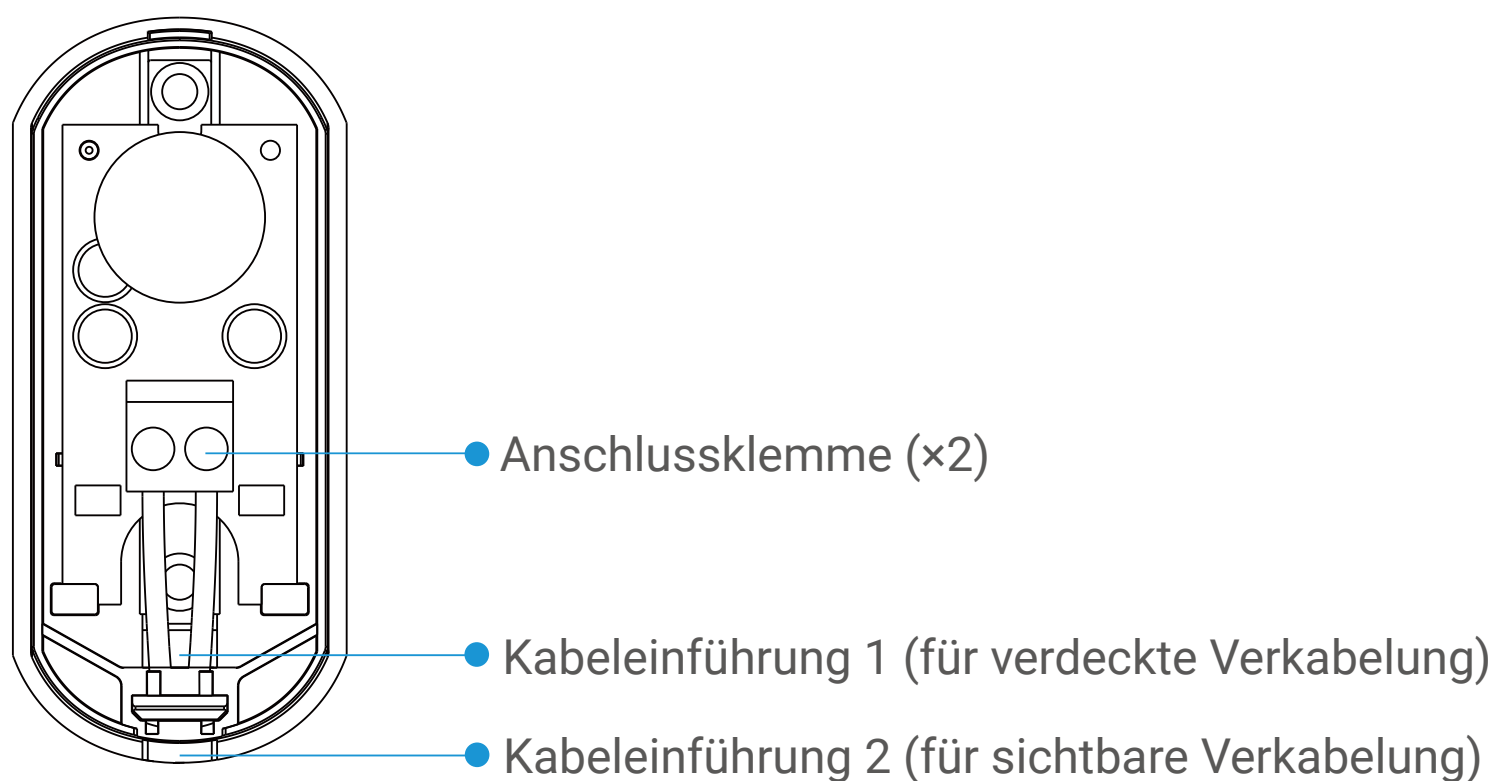 Anschlussklemme (×2)
Kabeleinführung 1 (für verdeckte Verkabelung)
Kabeleinführung 2 (für sichtbare Verkabelung)